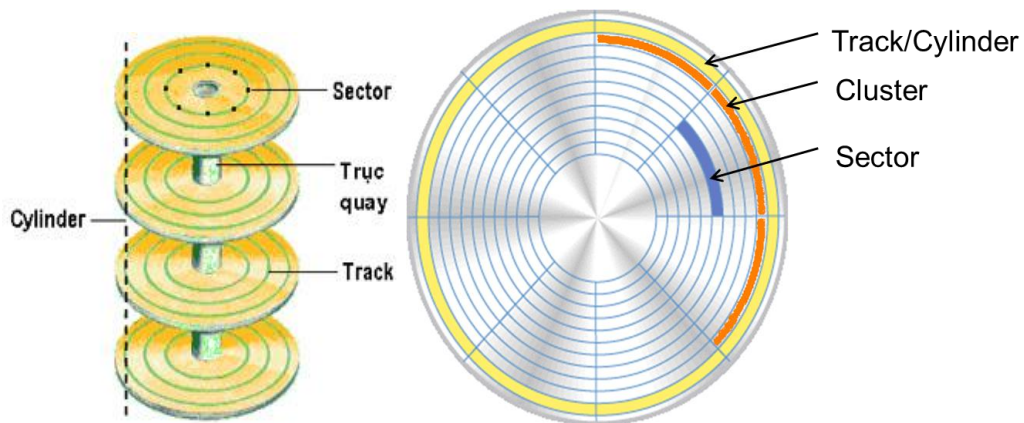 Sector
Trục
quay
Cylinder
Track
Track/Cylinder
Cluster
Sector